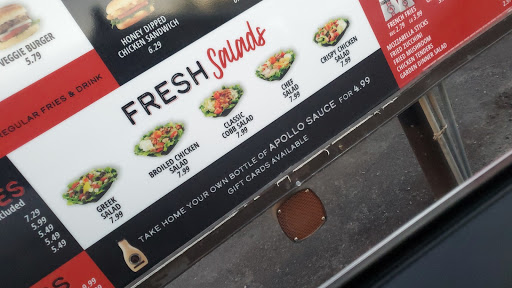 VEGGIE BURGER
5.79
HONEY DIPPED
CHICKEN SANDWICH
6.29
REGULAR FRIES & DRINK
FRESH Salads
GREEK
SALAD
7.99
BROILED CHICKEN
SALAD
7.99
CLASSIC
COBB SALAD
7.99
CHEF
SALAD
7.99
CRISPY CHICKEN
SALAD
7.99
FRENCH FRIES
MOZZARELLA STICKS
FRIED ZUCCHINI
FRIED MUSHROOM
CHICKEN TENDERS
GARDEN DINNER SALAD
7.29
5.49
5.49
5.49
TAKE HOME YOUR OWN BOTTLE OF APOLLO SAUCE FOR 4.99
GIFT CARDS AVAILABLE